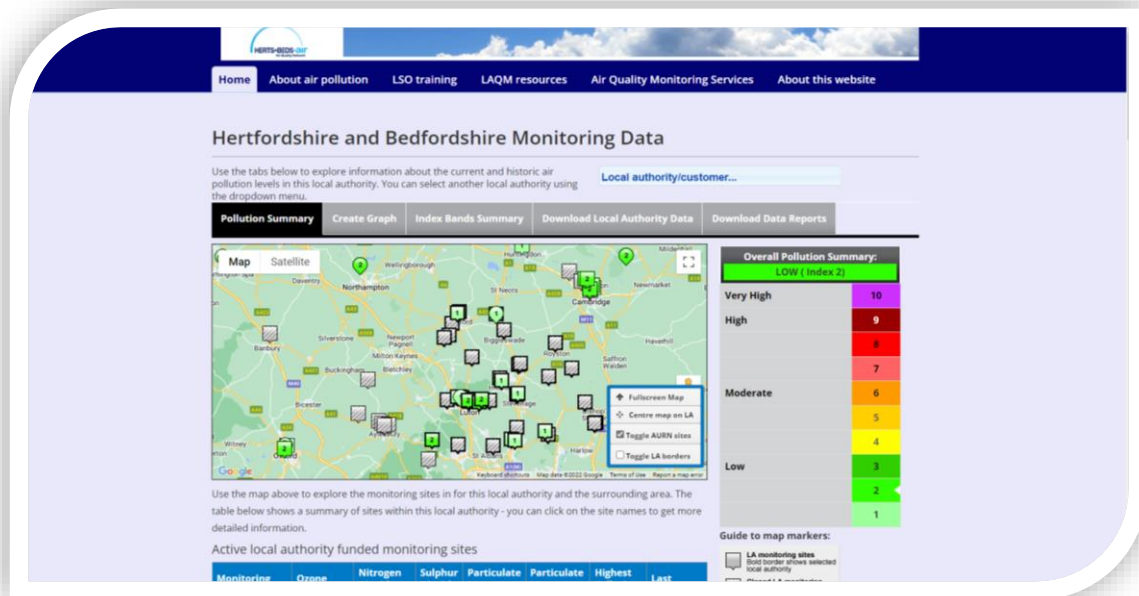 HERTS-BEDS-air
Home About air pollution LSO training LAQM resources Air Quality Monitoring Services About this website
Hertfordshire and Bedfordshire Monitoring Data
Use the tabs below to explore information about the current and historic air
pollution levels in this local authority. You can select another local authority using
the dropdown menu.
Local authority/customer...
Pollution Summary Create Graph Index Bands Summary Download Local Authority Data Download Data Reports
Map Satellite
Daventry
Northampton
Wellingborough
Huntingdon
St Neots
Cambridge
Newmarket
Banbury
Silverstone
Newport
Pagnell
Milton Keynes
Bletchley
Buckingham
Biggleswade
Royston
Saffron
Walden
Haverhill
Bicester
Luton
Aylesbury
Witney
Oxford
St Albans
Harlow
Fullscreen Map
Centre map on LA
Toggle AURN sites
Toggle LA borders
Google
Keyboard shortcuts Map data ©2022 Google Terms of Use Report a map error
Overall Pollution Summary:
LOW ( Index 2)
Very High 10
High 9
8
7
Moderate 6
5
4
Low 3
2
1
Use the map above to explore the monitoring sites in for this local authority and the surrounding area. The
table below shows a summary of sites within this local authority - you can click on the site names to get more
detailed information.
Active local authority funded monitoring sites
Monitoring Ozone Nitrogen Sulphur Particulate Particulate Highest Last
Guide to map markers:
LA monitoring sites
Bold border shows selected
local authority
Closed LA monitoring